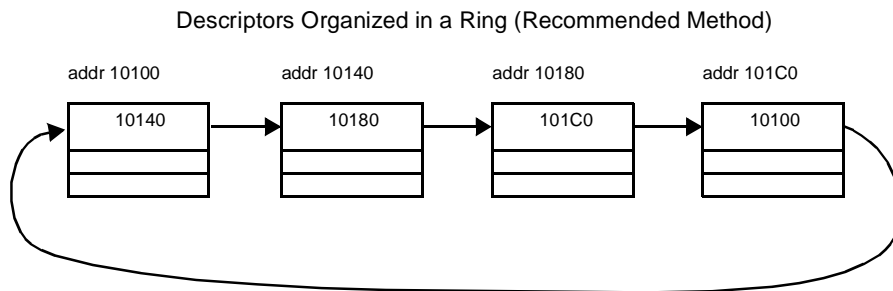 Descriptors Organized in a Ring (Recommended Method)
addr 10100 addr 10140 addr 10180 addr 101C0
10140 10180 101C0 10100